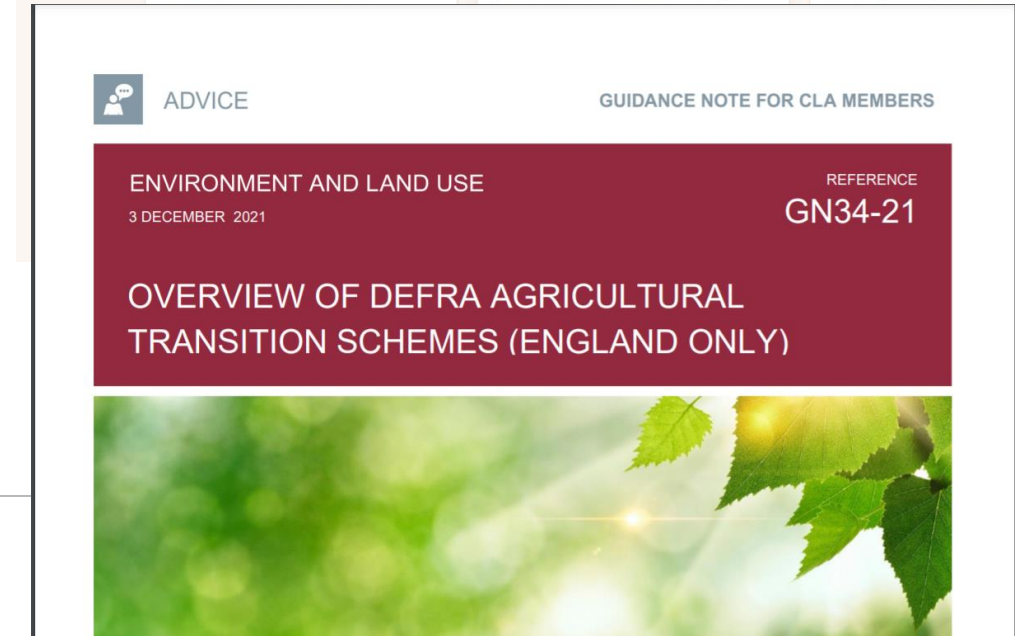 ADVICE
GUIDANCE NOTE FOR CLA MEMBERS
ENVIRONMENT AND LAND USE
3 DECEMBER 2021
REFERENCE
GN34-21
OVERVIEW OF DEFRA AGRICULTURAL
TRANSITION SCHEMES (ENGLAND ONLY)